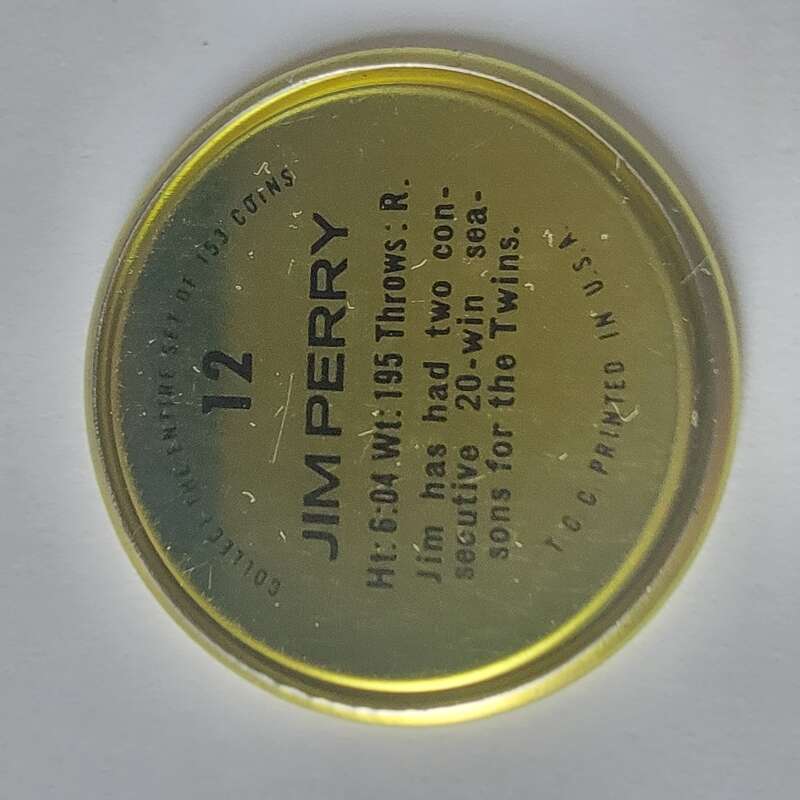 COLLECT THE ENTIRE SET OF 153 COINS
12
JIM PERRY
Ht: 6:04 Wt: 195 Throws: R.
Jim has had two con-
secutive 20-win sea-
sons for the Twins.
T C C PRINTED IN U.S.A.